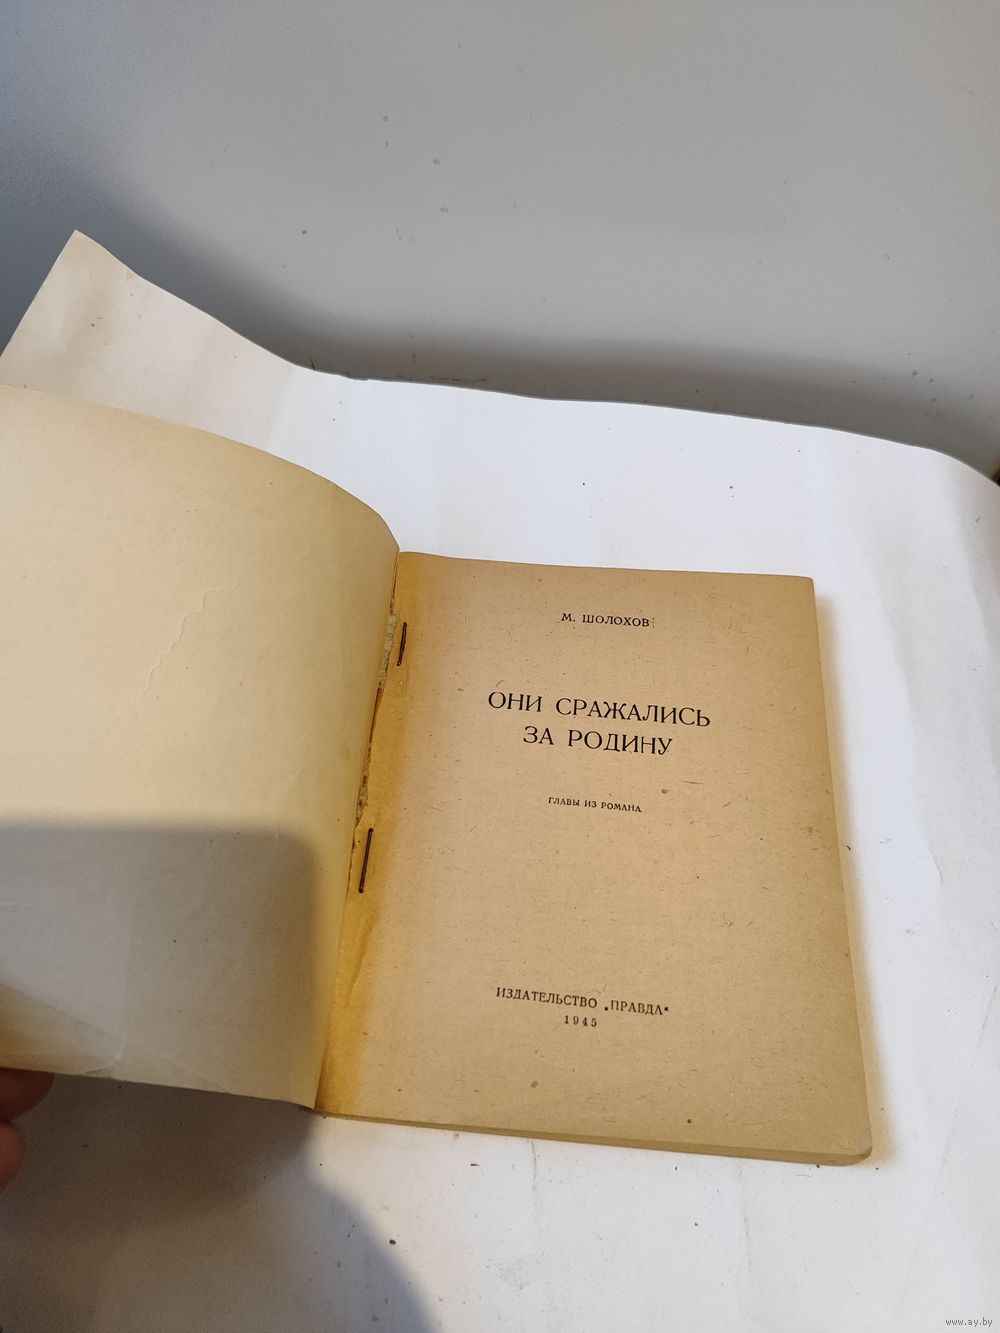 М. ШОЛОХОВ
ОНИ СРАЖАЛИСЬ
ЗА РОДИНУ
ГЛАВЫ ИЗ РОМАНА
ИЗДАТЕЛЬСТВО „ПРАВДА“
1945
www.ay.by